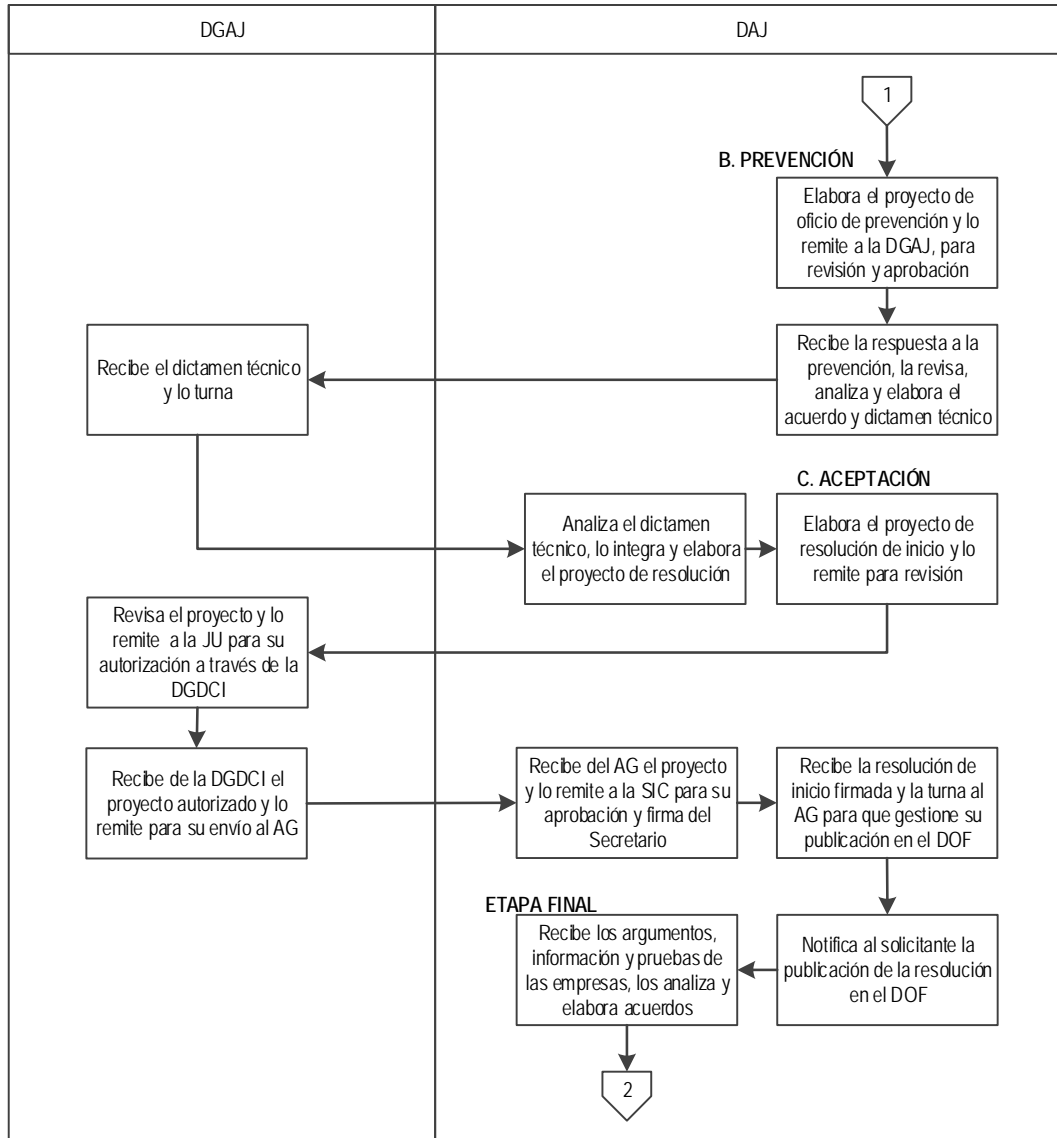 DGAJ
DAJ
1
B. PREVENCIÓN
Elabora el proyecto de
oficio de prevención y lo
remite a la DGAJ, para
revisión y aprobación
Recibe el dictamen técnico
y lo turna
Recibe la respuesta a la
prevención, la revisa,
analiza y elabora el
acuerdo y dictamen técnico
C. ACEPTACIÓN
Analiza el dictamen
técnico, lo integra y elabora
el proyecto de resolución
Elabora el proyecto de
resolución de inicio y lo
remite para revisión
Revisa el proyecto y lo
remite a la JU para su
autorización a través de la
DGDCI
Recibe de la DGDCI el
proyecto autorizado y lo
remite para su envío al AG
Recibe del AG el proyecto
y lo remite a la SIC para su
aprobación y firma del
Secretario
Recibe la resolución de
inicio firmada y la turna al
AG para que gestione su
publicación en el DOF
ETAPA FINAL
Recibe los argumentos,
información y pruebas de
las empresas, los analiza y
elabora acuerdos
Notifica al solicitante la
publicación de la resolución
en el DOF
2